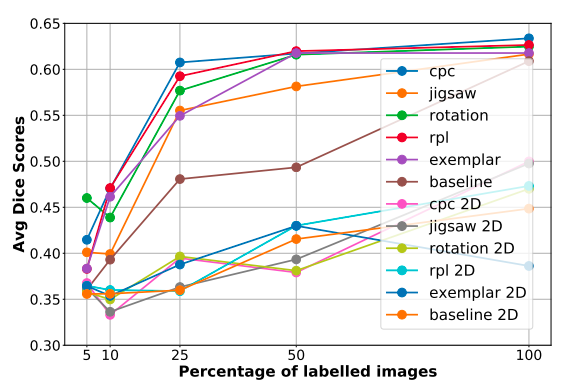 0.65
0.60
0.55
0.50
0.45
0.40
0.35
0.30
Avg Dice Scores
5 10 25 50 100
Percentage of labelled images
cpc
jigsaw
rotation
rpl
exemplar
baseline
cpc 2D
jigsaw 2D
rotation 2D
rpl 2D
exemplar 2D
baseline 2D